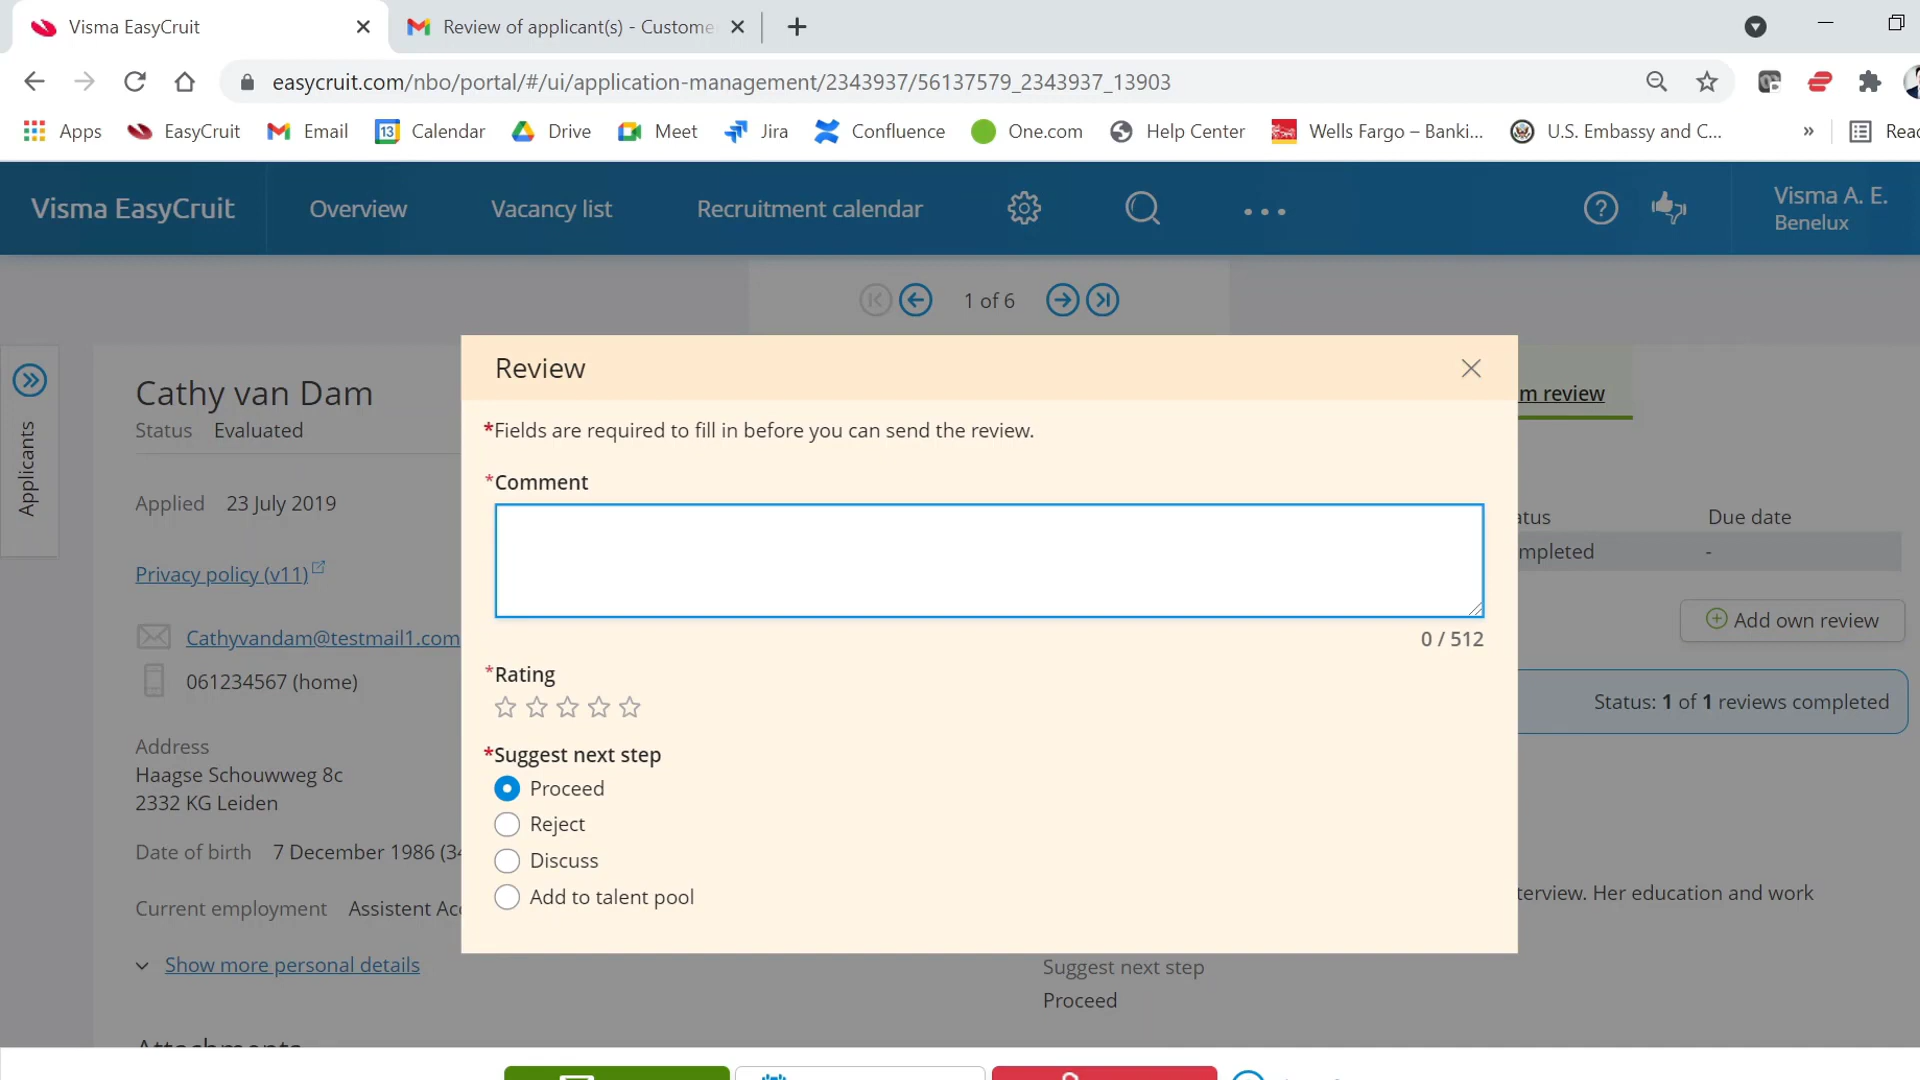 Visma EasyCruit
Review of applicant(s) - Custome
easycruit.com/nbo/portal/#/ui/application-management/2343937/56137579_2343937_13903
Apps
EasyCruit
Email
13
Calendar
Drive
Meet
Jira
Confluence
One.com
Help Center
Wells Fargo – Banki...
U.S. Embassy and C...
»
Reac
Visma EasyCruit
Overview
Vacancy list
Recruitment calendar
Visma A. E.
Benelux
1 of 6
Applicants
Cathy van Dam
Status Evaluated
Applied 23 July 2019
Privacy policy (v11)
Cathyvandam@testmail1.com
061234567 (home)
Address
Haagse Schouwweg 8c
2332 KG Leiden
Date of birth 7 December 1986 (34
Current employment Assistent Acc
Show more personal details
Attachments
Review
*Fields are required to fill in before you can send the review.
*Comment
0 / 512
*Rating
*Suggest next step
Proceed
Reject
Discuss
Add to talent pool
m review
atus
Due date
mpleted
-
Add own review
Status: 1 of 1 reviews completed
terview. Her education and work
Suggest next step
Proceed